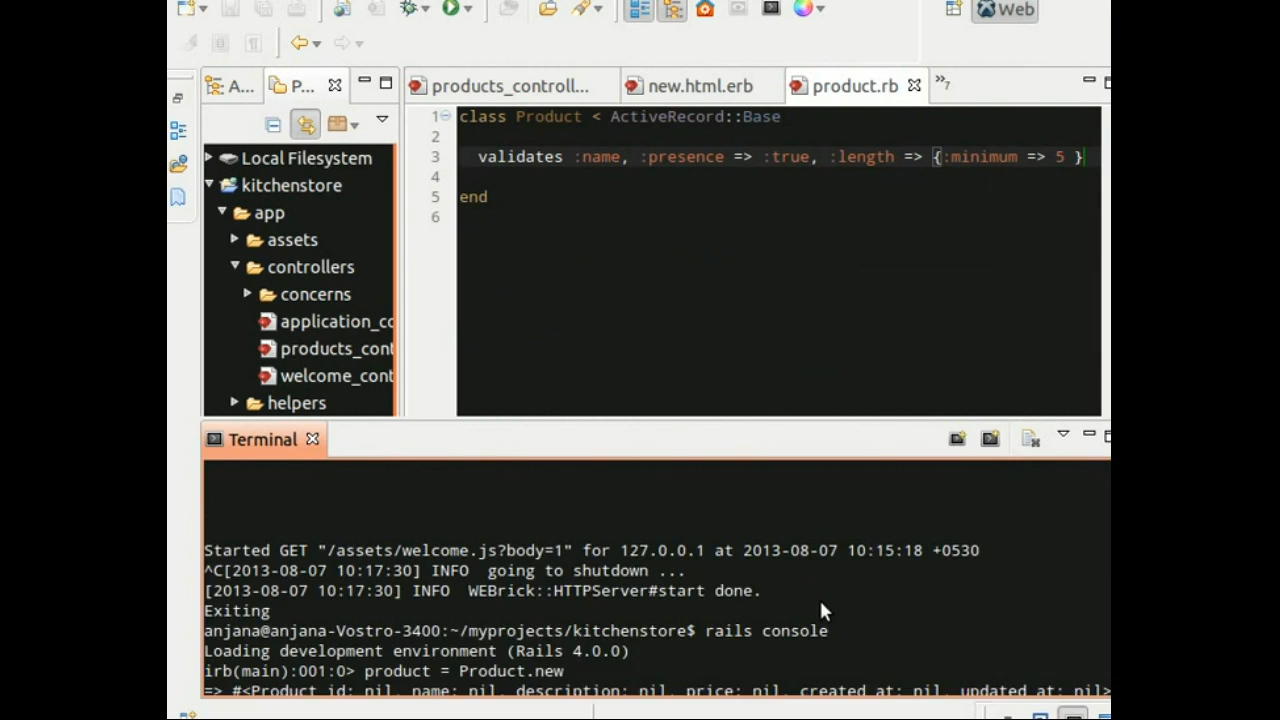 Web
A...
P...
products_controll...
new.html.erb
product.rb
»7
1 class Product < ActiveRecord::Base
2
3 validates :name, :presence => :true, :length => {:minimum => 5 }
4
5 end
6
Local Filesystem
kitchenstore
app
assets
controllers
concerns
application_co
products_cont
welcome_cont
helpers
Terminal
Started GET "/assets/welcome.js?body=1" for 127.0.0.1 at 2013-08-07 10:15:18 +0530
^C[2013-08-07 10:17:30] INFO  going to shutdown ...
[2013-08-07 10:17:30] INFO  WEBrick::HTTPServer#start done.
Exiting
anjana@anjana-Vostro-3400:~/myprojects/kitchenstore$ rails console
Loading development environment (Rails 4.0.0)
irb(main):001:0> product = Product.new
=> #<Product id: nil, name: nil, description: nil, price: nil, created_at: nil, updated_at: nil>